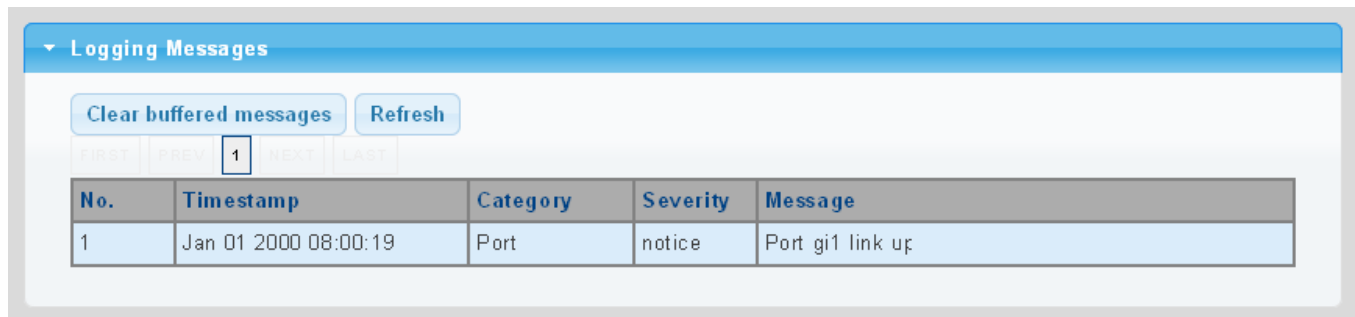 Logging Messages
Clear buffered messages Refresh
FIRST PREV 1 NEXT LAST
No. Timestamp Category Severity Message
1 Jan 01 2000 08:00:19 Port notice Port gi1 link up